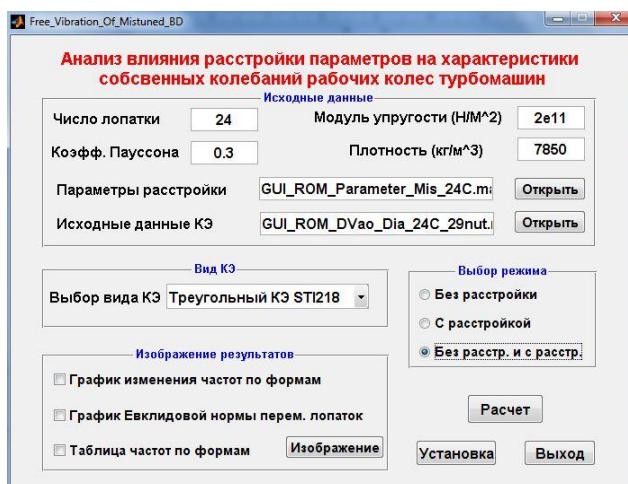 Free_Vibration_Of_Mistuned_BD
Анализ влияния расстройки параметров на характеристики
собсвенных колебаний рабочих колес турбомашин
Исходные данные
Число лопатки 24 Модуль упругости (Н/М^2) 2e11
Коэфф. Пауссона 0.3 Плотность (кг/м^3) 7850
Параметры расстройки GUI_ROM_Parameter_Mis_24C.ma Открыть
Исходные данные КЭ GUI_ROM_DVao_Dia_24C_29nut.i Открыть
Вид КЭ
Выбор вида КЭ Треугольный КЭ STI218
Выбор режима
Без расстройки
С расстройкой
Без расстр. и с расстр.
Изображение результатов
График изменения частот по формам
График Евклидовой нормы перем. лопаток
Таблица частот по формам Изображение
Расчет
Установка Выход